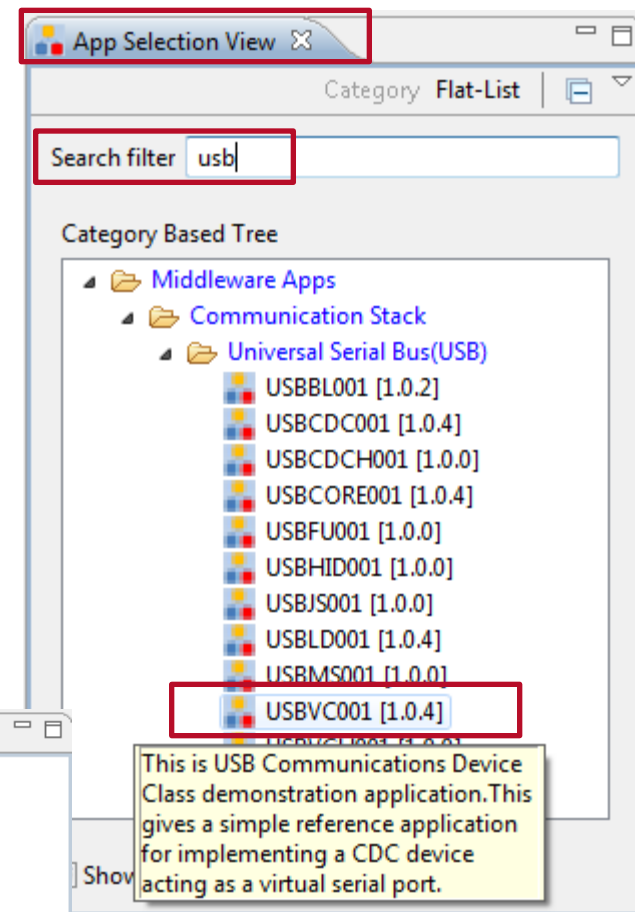 App Selection View
Category Flat-List
Search filter usb
Category Based Tree
Middleware Apps
Communication Stack
Universal Serial Bus(USB)
USBBL001 [1.0.2]
USBCDC001 [1.0.4]
USBCDCH001 [1.0.0]
USBCORE001 [1.0.4]
USBFU001 [1.0.0]
USBHID001 [1.0.0]
USBJS001 [1.0.0]
USBLD001 [1.0.4]
USBMS001 [1.0.0]
USBVC001 [1.0.4]
This is USB Communications Device
Class demonstration application.This
gives a simple reference application
for implementing a CDC device
acting as a virtual serial port.
Show